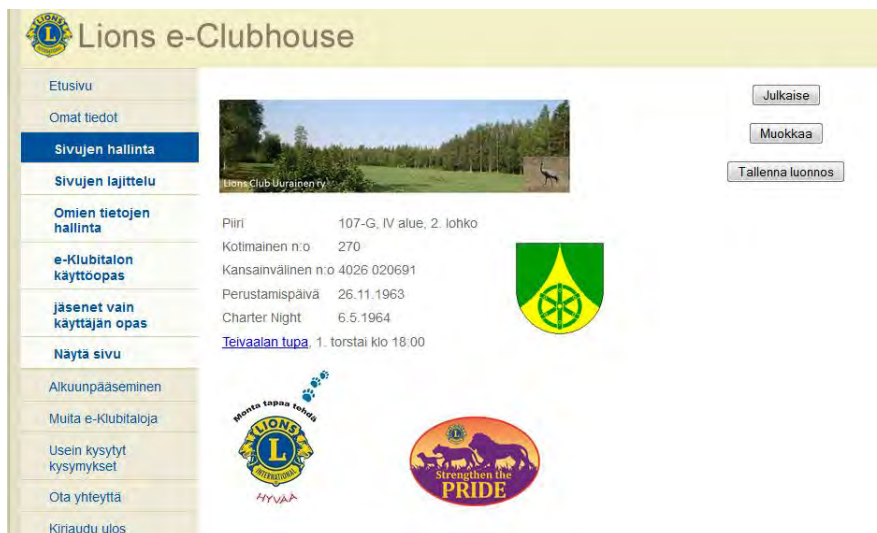 Lions e-Clubhouse
Etusivu
Omat tiedot
Sivujen hallinta
Sivujen lajittelu
Omien tietojen
hallinta
e-Klubitalon
käyttöopas
jäsenet vain
käyttäjän opas
Näytä sivu
Alkuunpääseminen
Muita e-Klubitaloja
Usein kysytyt
kysymykset
Ota yhteyttä
Kirjaudu ulos
Lions Club Uurainen ry
Piiri 107-G, IV alue, 2. lohko
Kotimainen n:o 270
Kansainvälinen n:o 4026 020691
Perustamispäivä 26.11.1963
Charter Night 6.5.1964
Teivaalan tupa, 1. torstai klo 18:00
Monta tapaa tehdä
LIONS
L
INTERNATIONAL
HYVÄÄ
Strengthen the
PRIDE
Julkaise
Muokkaa
Tallenna luonnos